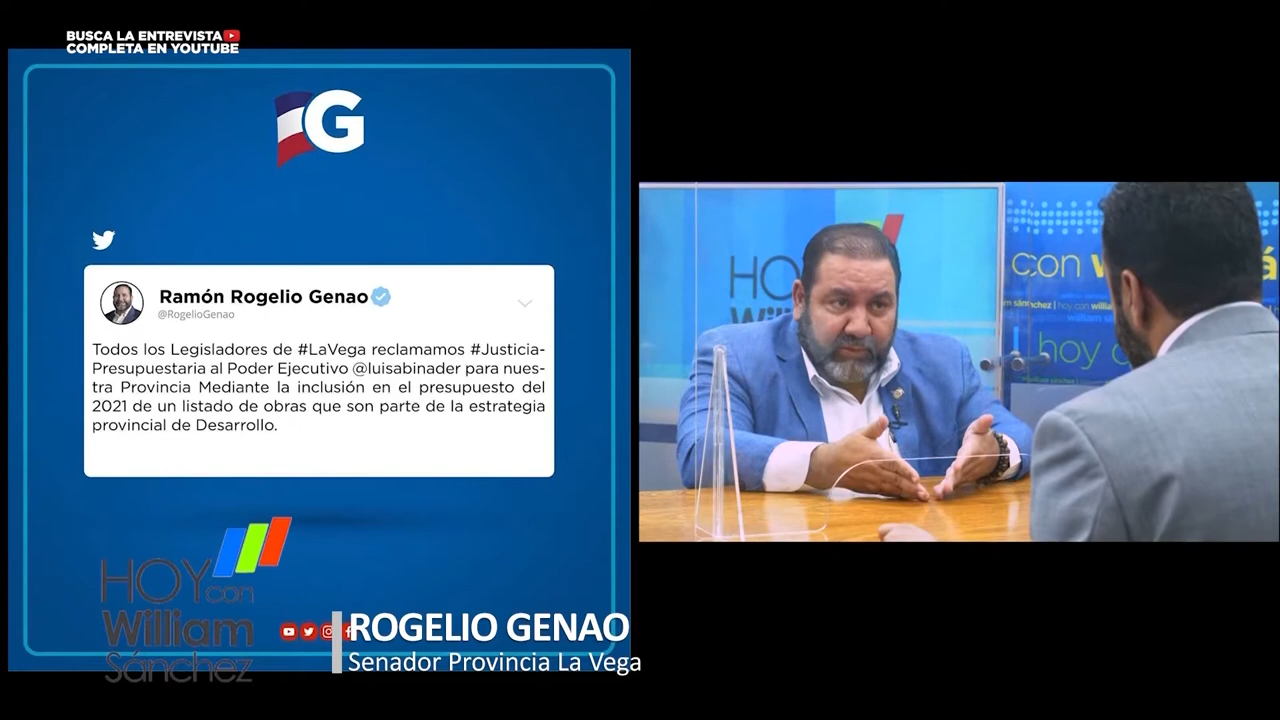 BUSCA LA ENTREVISTA
COMPLETA EN YOUTUBE
G
Ramón Rogelio Genao
@RogelioGenao
Todos los Legisladores de #LaVega reclamamos #Justicia-
Presupuestaria al Poder Ejecutivo @luisabinader para nues-
tra Provincia Mediante la inclusión en el presupuesto del
2021 de un listado de obras que son parte de la estrategia
provincial de Desarrollo.
HOY
con
William
Sánchez
ROGELIO GENAO
Senador Provincia La Vega
HO
con
hoy